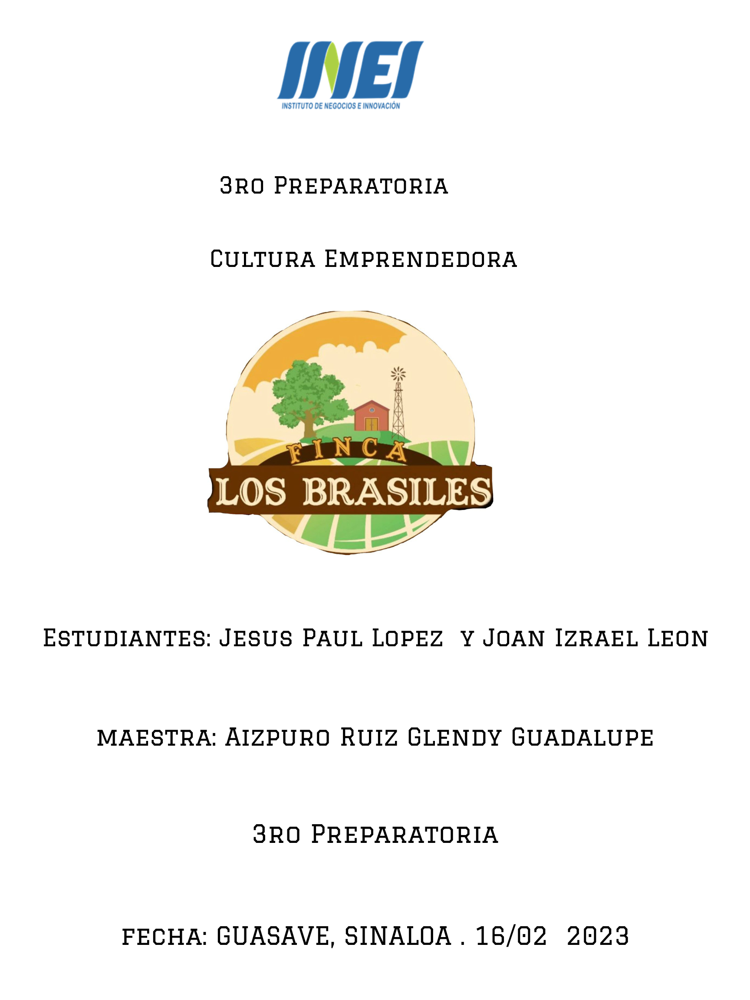 INEI
INSTITUTO DE NEGOCIOS E INNOVACIÓN
3ro Preparatoria
Cultura Emprendedora
FINCA
LOS BRASILES
Estudiantes: Jesus Paul Lopez y Joan Izrael Leon
maestra: Aizpuro Ruiz Glendy Guadalupe
3ro Preparatoria
fecha: GUASAVE, SINALOA . 16/02 2023